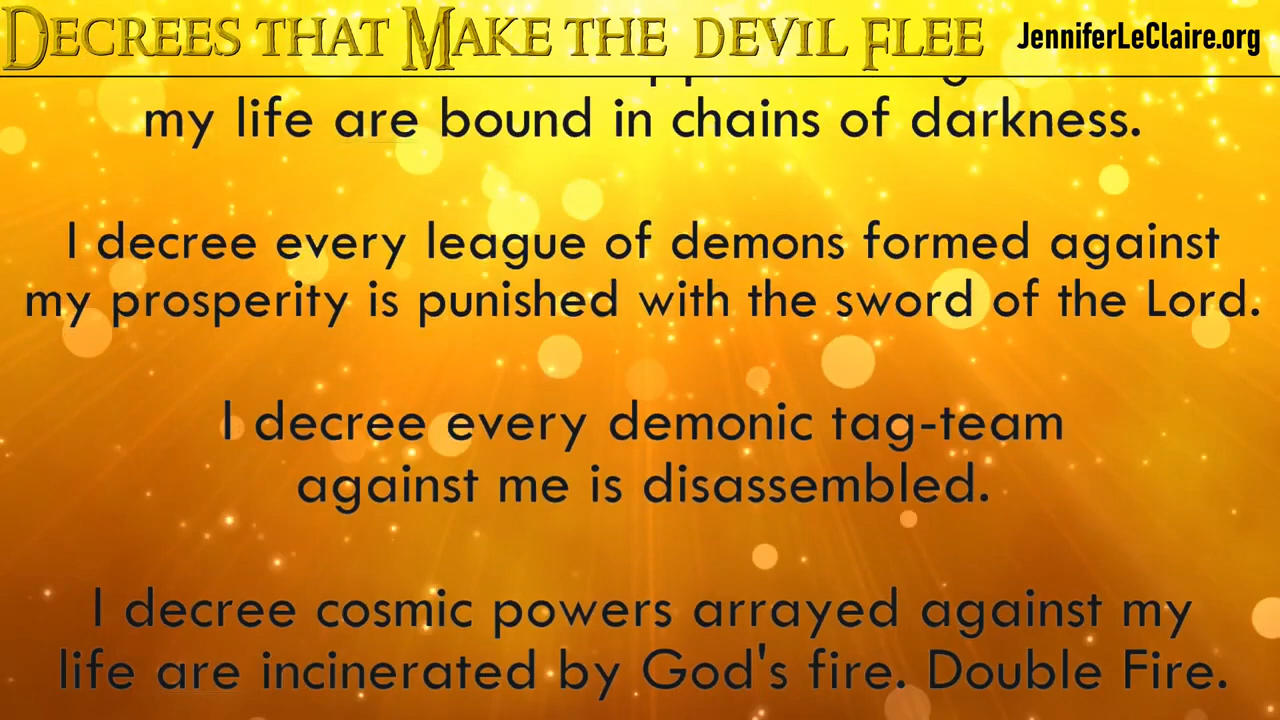 DECREES THAT MAKE THE DEVIL FLEE
JenniferLeClaire.org
my life are bound in chains of darkness.
I decree every league of demons formed against
my prosperity is punished with the sword of the Lord.
I decree every demonic tag-team
against me is disassembled.
I decree cosmic powers arrayed against my
life are incinerated by God's fire. Double Fire.